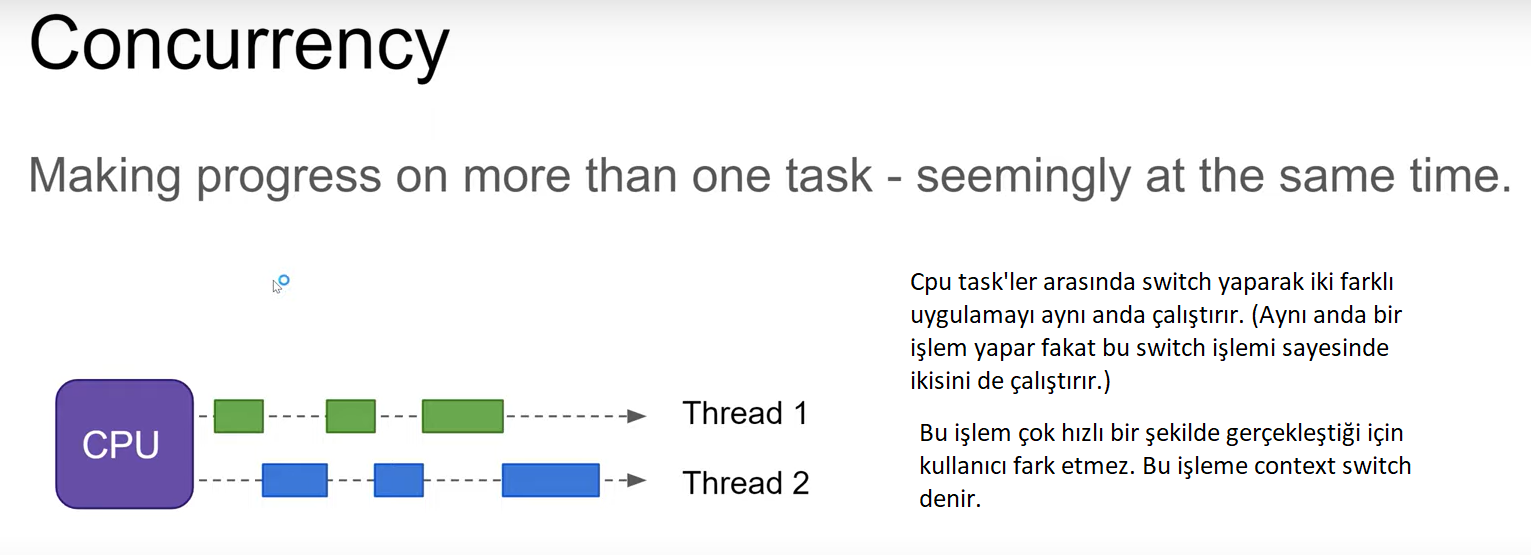 Concurrency
Making progress on more than one task - seemingly at the same time.
Cpu task'ler arasında switch yaparak iki farklı
uygulamayı aynı anda çalıştırır. (Aynı anda bir
işlem yapar fakat bu switch işlemi sayesinde
ikisini de çalıştırır.)
Bu işlem çok hızlı bir şekilde gerçekleştiği için
kullanıcı fark etmez. Bu işleme context switch
denir.
CPU
Thread 1
Thread 2